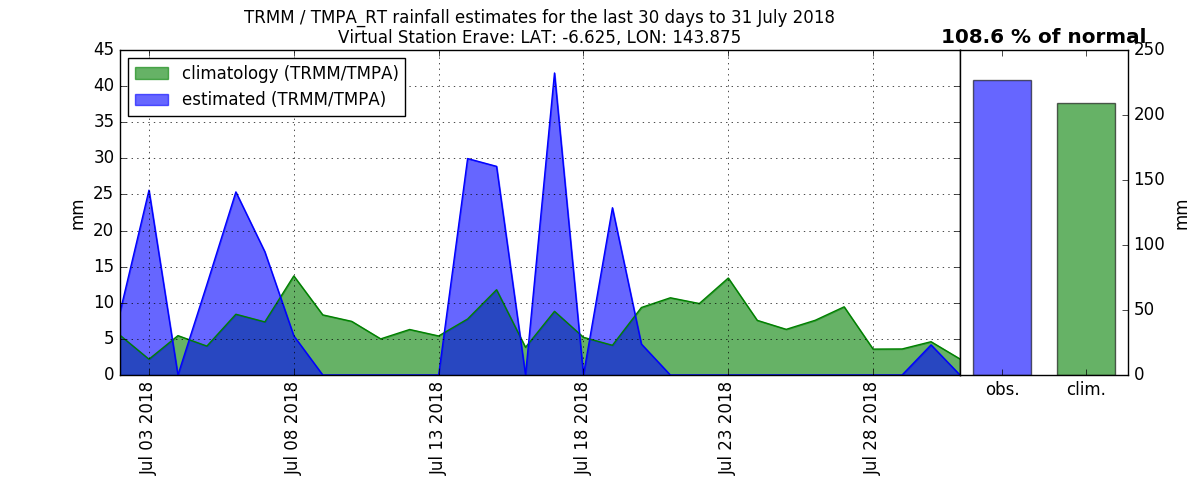 TRMM / TMPA_RT rainfall estimates for the last 30 days to 31 July 2018
Virtual Station Erave: LAT: -6.625, LON: 143.875
108.6 % of normal
climatology (TRMM/TMPA)
estimated (TRMM/TMPA)
mm
45
40
35
30
25
20
15
10
5
0
Jul 03 2018
Jul 08 2018
Jul 13 2018
Jul 18 2018
Jul 23 2018
Jul 28 2018
obs.
clim.
250
200
150
100
50
0
mm